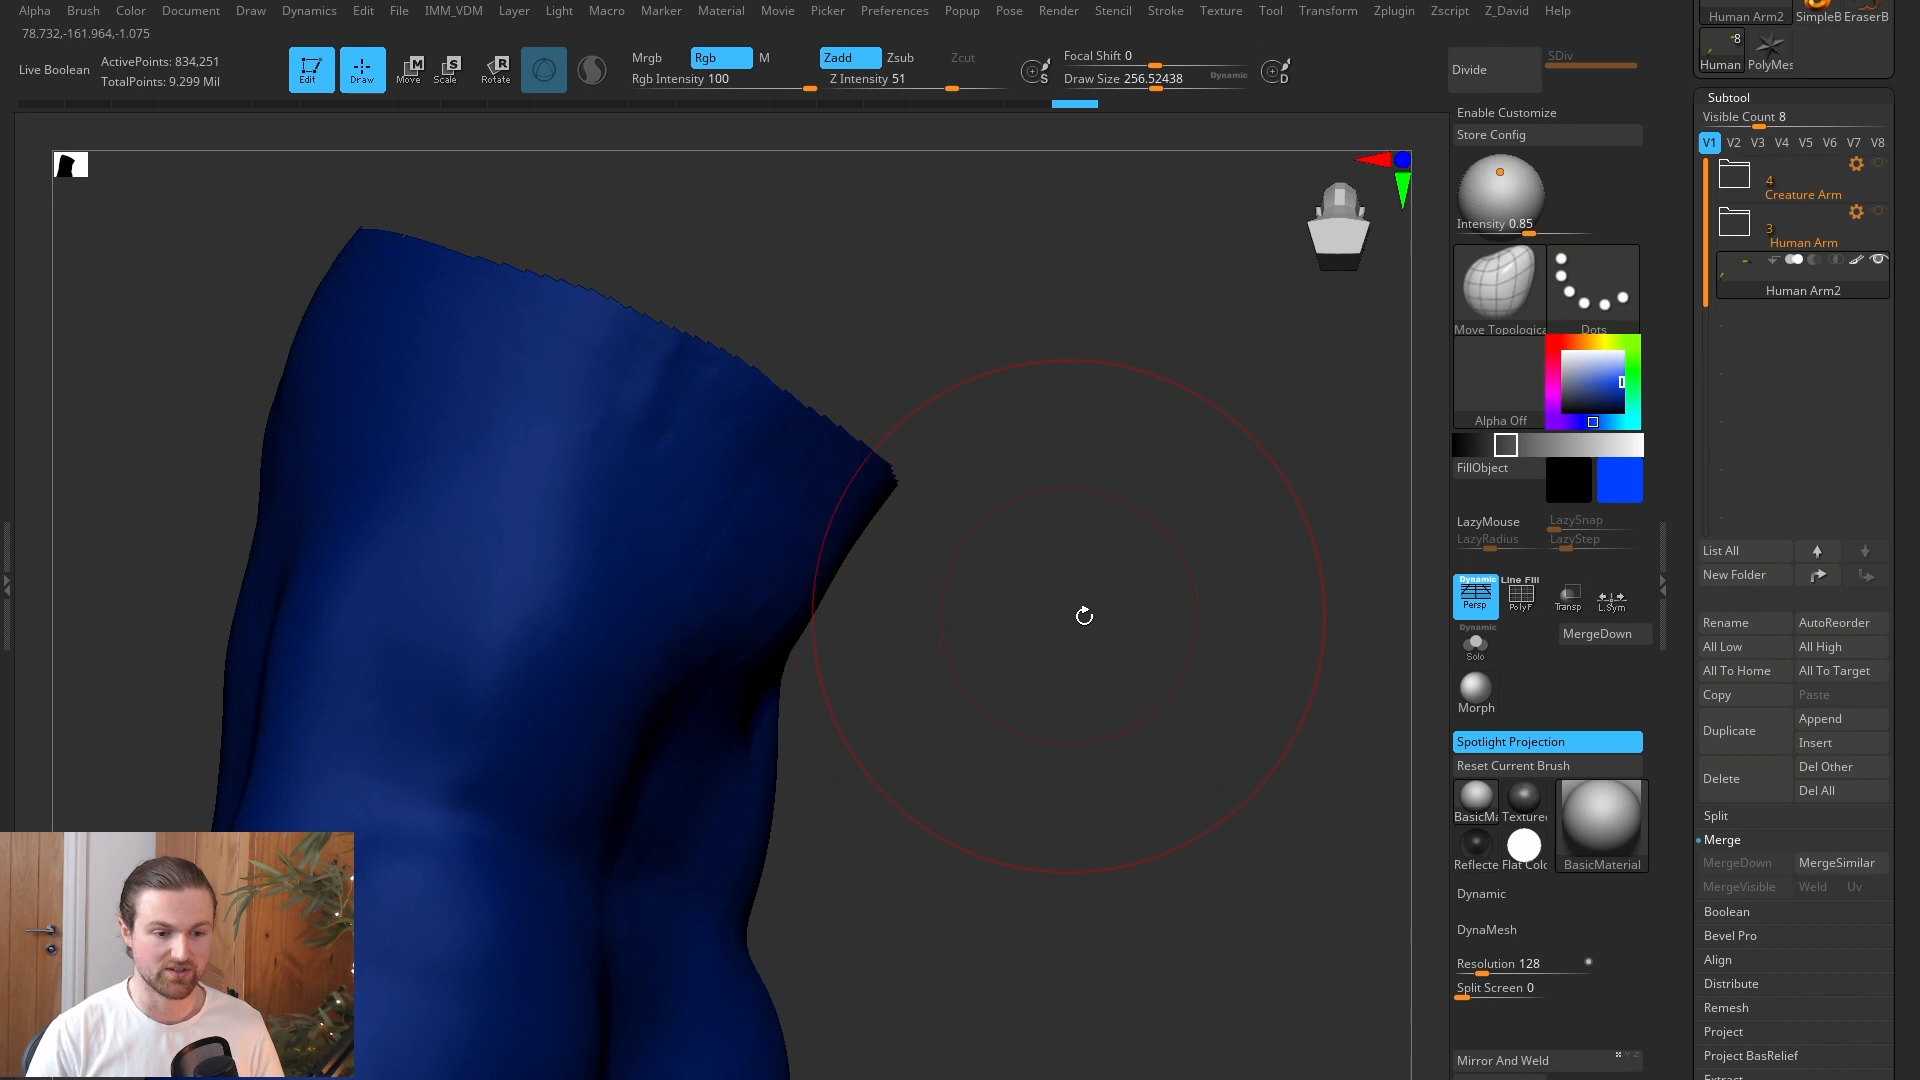 Alpha Brush Color Document Draw Dynamics Edit File IMM_VDM Layer Light Macro Marker Material Movie Picker Preferences Popup Pose Render Stencil Stroke Texture Tool Transform Zplugin Zscript Z_David Help
78.732,-161.964,-1.075
Live Boolean
ActivePoints: 834,251
TotalPoints: 9.299 Mil
Edit
Draw
Move
Scale
Rotate
Mrgb Rgb M
Rgb Intensity 100
Zadd Zsub Zcut
Z Intensity 51
Focal Shift 0
Draw Size 256.52438 Dynamic
S
D
Divide
SDiv
Enable Customize
Store Config
Intensity 0.85
Move Topologica
Dots
Alpha Off
FillObject
LazyMouse LazySnap
LazyRadius LazyStep
Dynamic
Persp
Line Fill
PolyF
Transp
L.Sym
MergeDown
Dynamic
Solo
Morph
Spotlight Projection
Reset Current Brush
BasicMa Texture
Reflecte Flat Colo
BasicMaterial
Dynamic
DynaMesh
Resolution 128
Split Screen 0
Mirror And Weld
Human Arm2
SimpleB EraserB
8
Human PolyMes
Subtool
Visible Count 8
V1 V2 V3 V4 V5 V6 V7 V8
4
Creature Arm
3
Human Arm
Human Arm2
List All
New Folder
Rename AutoReorder
All Low All High
All To Home All To Target
Copy Paste
Duplicate Append
Insert
Delete Del Other
Del All
Split
Merge
MergeDown MergeSimilar
MergeVisible Weld Uv
Boolean
Bevel Pro
Align
Distribute
Remesh
Project
Project BasRelief
Extract